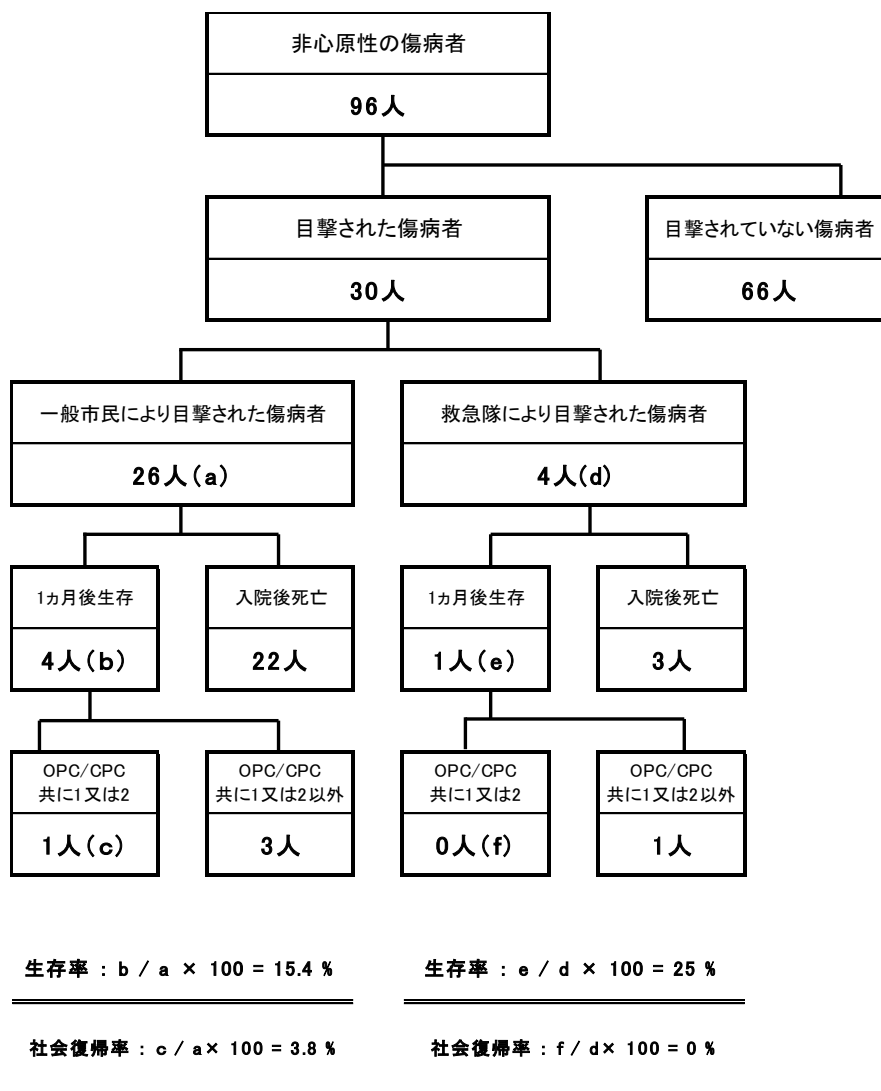 非心原性の傷病者
96人
目撃された傷病者
30人
目撃されていない傷病者
66人
一般市民により目撃された傷病者
26人(a)
救急隊により目撃された傷病者
4人(d)
1ヵ月後生存
4人(b)
入院後死亡
22人
1ヵ月後生存
1人(e)
入院後死亡
3人
OPC/CPC
共に1又は2
1人(c)
OPC/CPC
共に1又は2以外
3人
OPC/CPC
共に1又は2
0人(f)
OPC/CPC
共に1又は2以外
1人
生存率 : b / a × 100 = 15.4 %
生存率 : e / d × 100 = 25 %
社会復帰率 : c / a× 100 = 3.8 %
社会復帰率 : f / d× 100 = 0 %